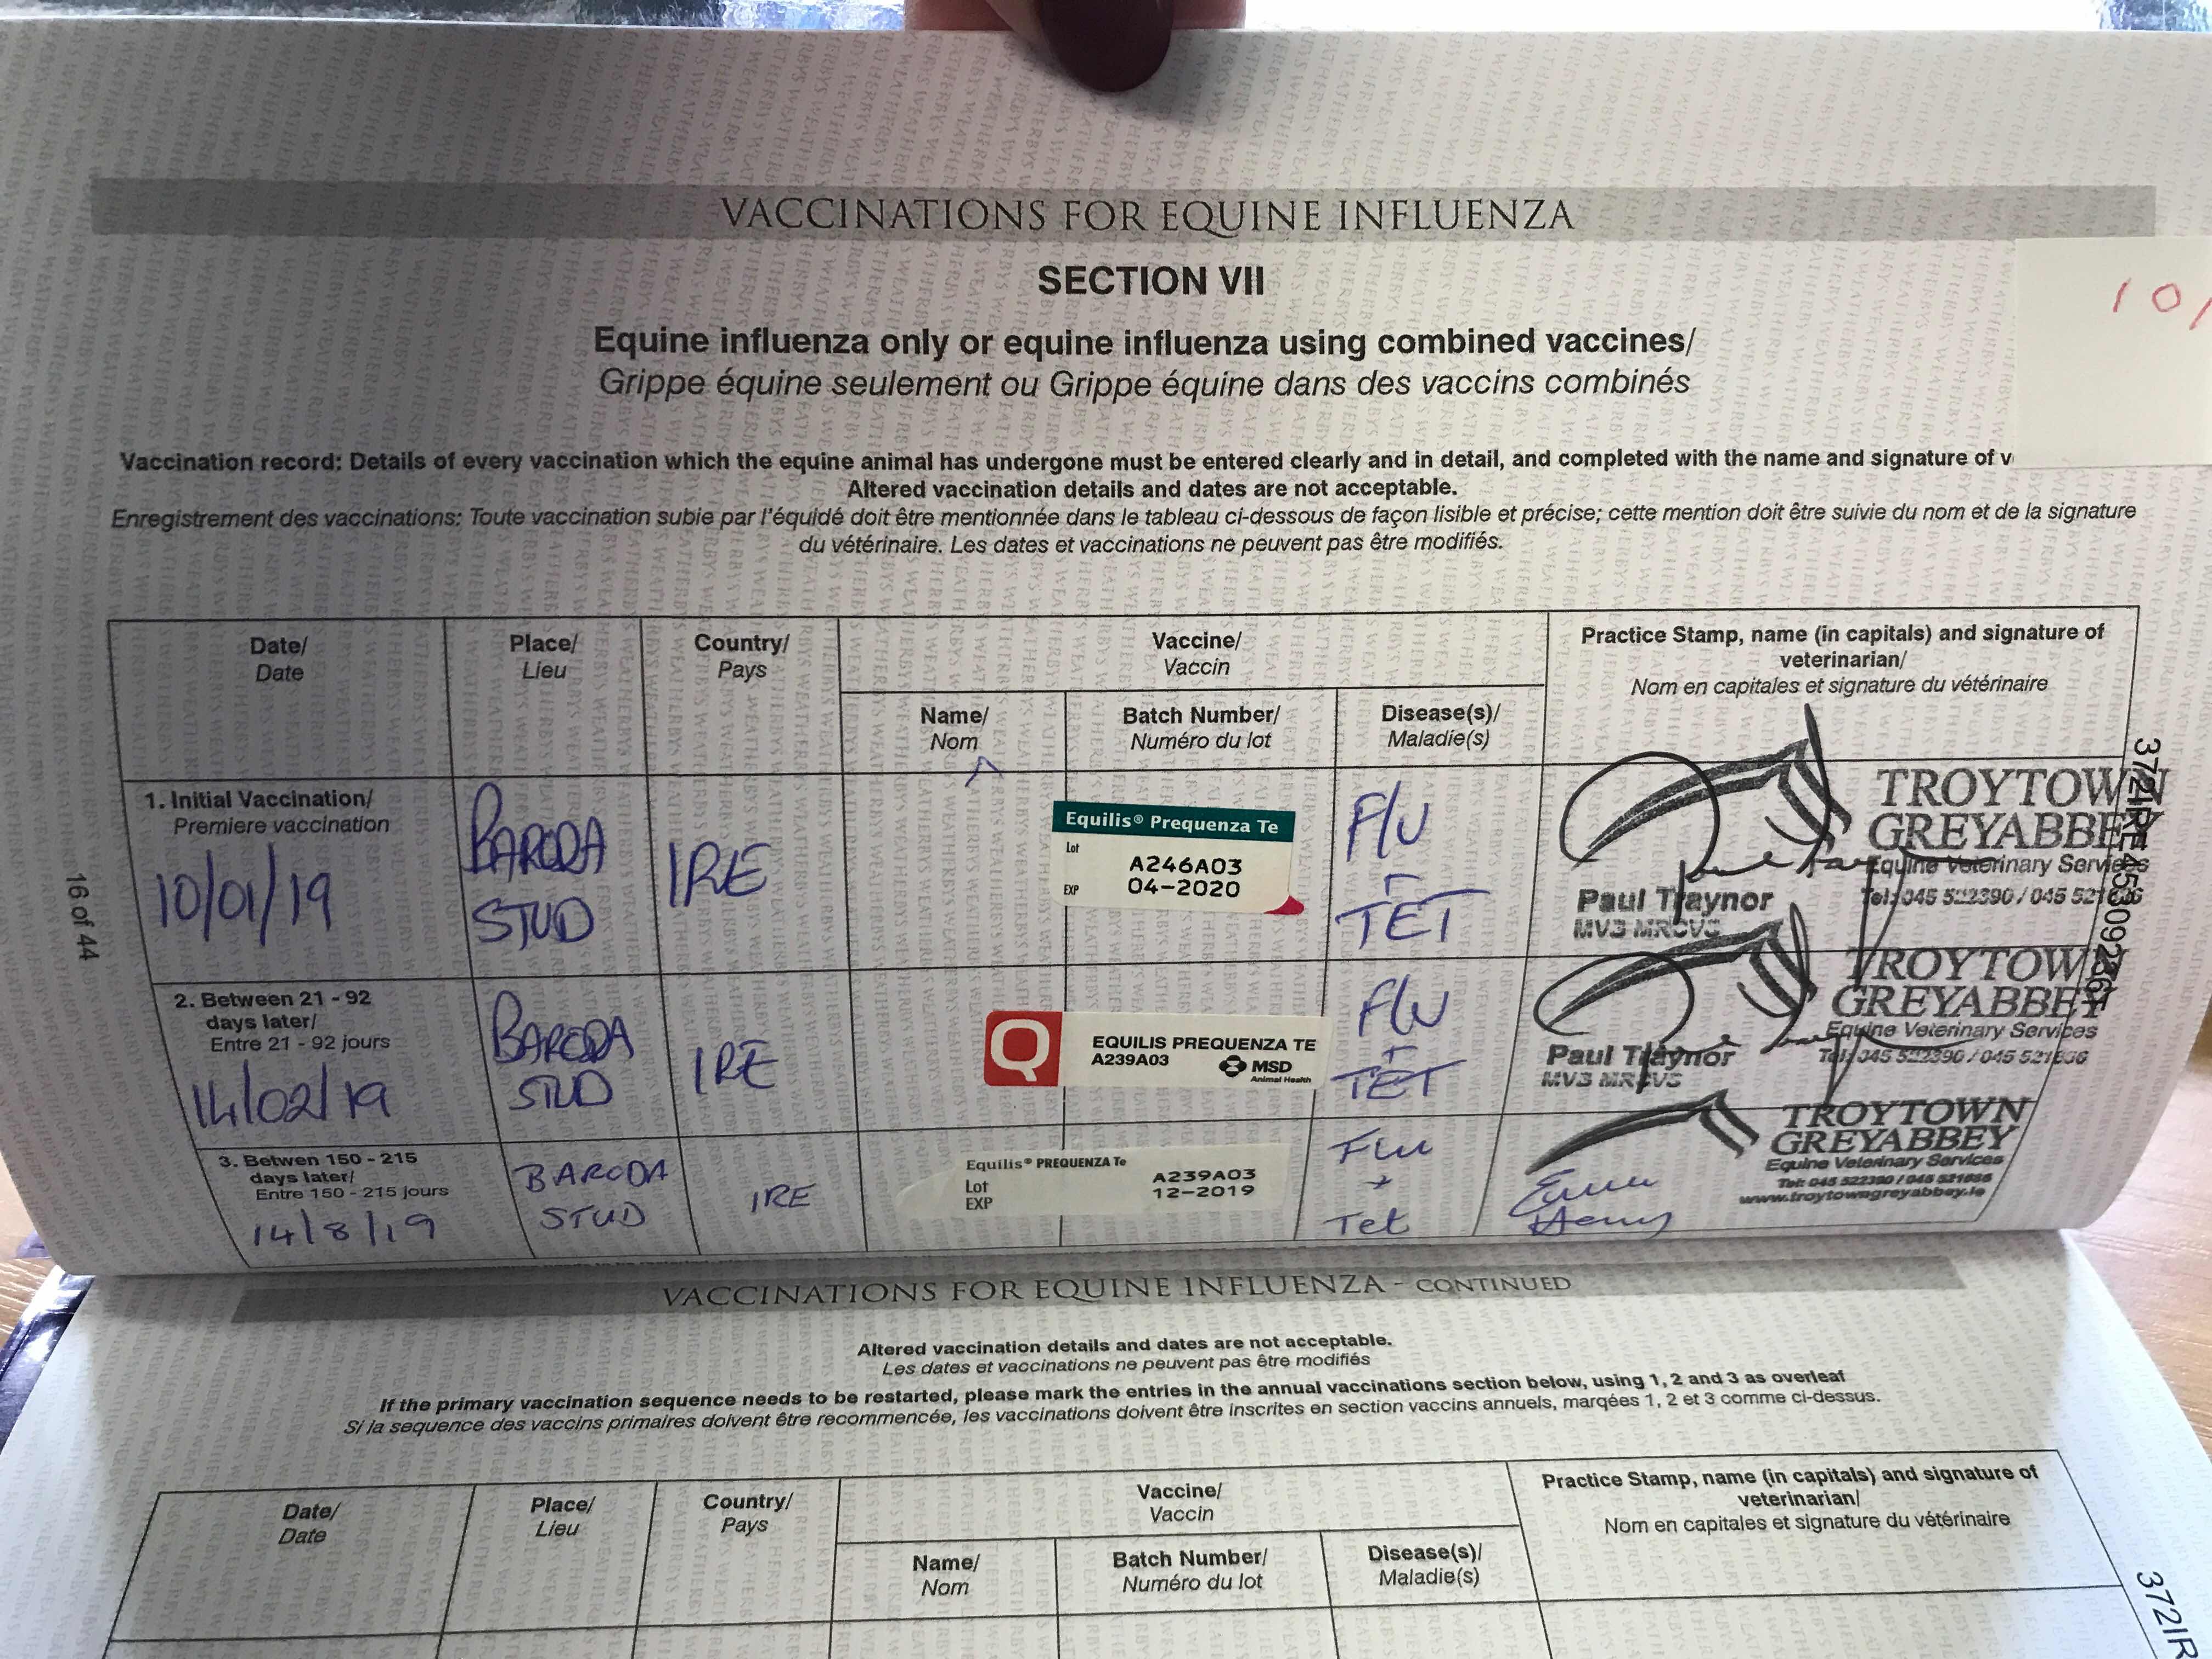 VACCINATIONS FOR EQUINE INFLUENZA
SECTION VII
10/
Equine influenza only or equine influenza using combined vaccines/
Grippe équine seulement ou Grippe équine dans des vaccins combinés
Vaccination record: Details of every vaccination which the equine animal has undergone must be entered clearly and in detail, and completed with the name and signature of v
Altered vaccination details and dates are not acceptable.
Enregistrement des vaccinations: Toute vaccination subie par l'équidé doit être mentionnée dans le tableau ci-dessous de façon lisible et précise; cette mention doit être suivie du nom et de la signature
du vétérinaire. Les dates et vaccinations ne peuvent pas être modifiés.
Date/
Date
Place/
Lieu
Country/
Pays
Vaccine/
Vaccin
Practice Stamp, name (in capitals) and signature of
veterinarian/
Nom en capitales et signature du vétérinaire
Name/
Nom
Batch Number/
Numéro du lot
Disease(s)/
Maladie(s)
1. Initial Vaccination/
Premiere vaccination
10/01/19
BARODA
STUD
IRE
Equilis® Prequenza Te
Lot
A246A03
EXP 04-2020
Flu
+
TET
TROYTOWN
GREYABBEY
Equine Veterinary Services
Tel: 045 522390 / 045 521686
Paul Traynor
MVB MRCVS
2. Between 21 - 92
days later/
Entre 21 - 92 jours
14/02/19
BARODA
STUD
IRE
Q
EQUILIS PREQUENZA TE
A239A03
MSD
Animal Health
Flu
+
TET
TROYTOWN
GREYABBEY
Equine Veterinary Services
Tel: 045 522390 / 045 521686
Paul Traynor
MVB MRCVS
3. Betwen 150 - 215
days later/
Entre 150 - 215 jours
14/8/19
BARODA
STUD
IRE
Equilis® PREQUENZA Te
Lot A239A03
EXP 12-2019
Flu
+
Tet
TROYTOWN
GREYABBEY
Equine Veterinary Services
Tel: 045 522390 / 045 521686
www.troytowngreyabbey.ie
16 of 44
VACCINATIONS FOR EQUINE INFLUENZA - CONTINUED
Altered vaccination details and dates are not acceptable.
Les dates et vaccinations ne peuvent pas être modifiés
If the primary vaccination sequence needs to be restarted, please mark the entries in the annual vaccinations section below, using 1, 2 and 3 as overleaf
Si la sequence des vaccins primaires doivent être recommencée, les vaccinations doivent être inscrites en section vaccins annuels, marqées 1, 2 et 3 comme ci-dessus.
Date/
Date
Place/
Lieu
Country/
Pays
Vaccine/
Vaccin
Practice Stamp, name (in capitals) and signature of
veterinarian/
Nom en capitales et signature du vétérinaire
Name/
Nom
Batch Number/
Numéro du lot
Disease(s)/
Maladie(s)
372IR